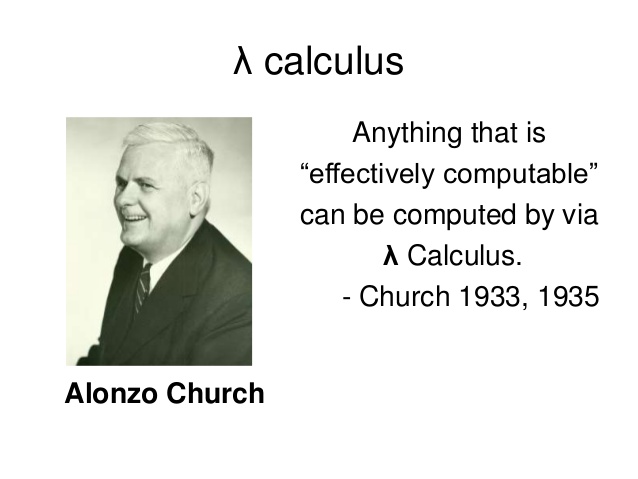 λ calculus
Anything that is
“effectively computable”
can be computed by via
λ Calculus.
- Church 1933, 1935
Alonzo Church